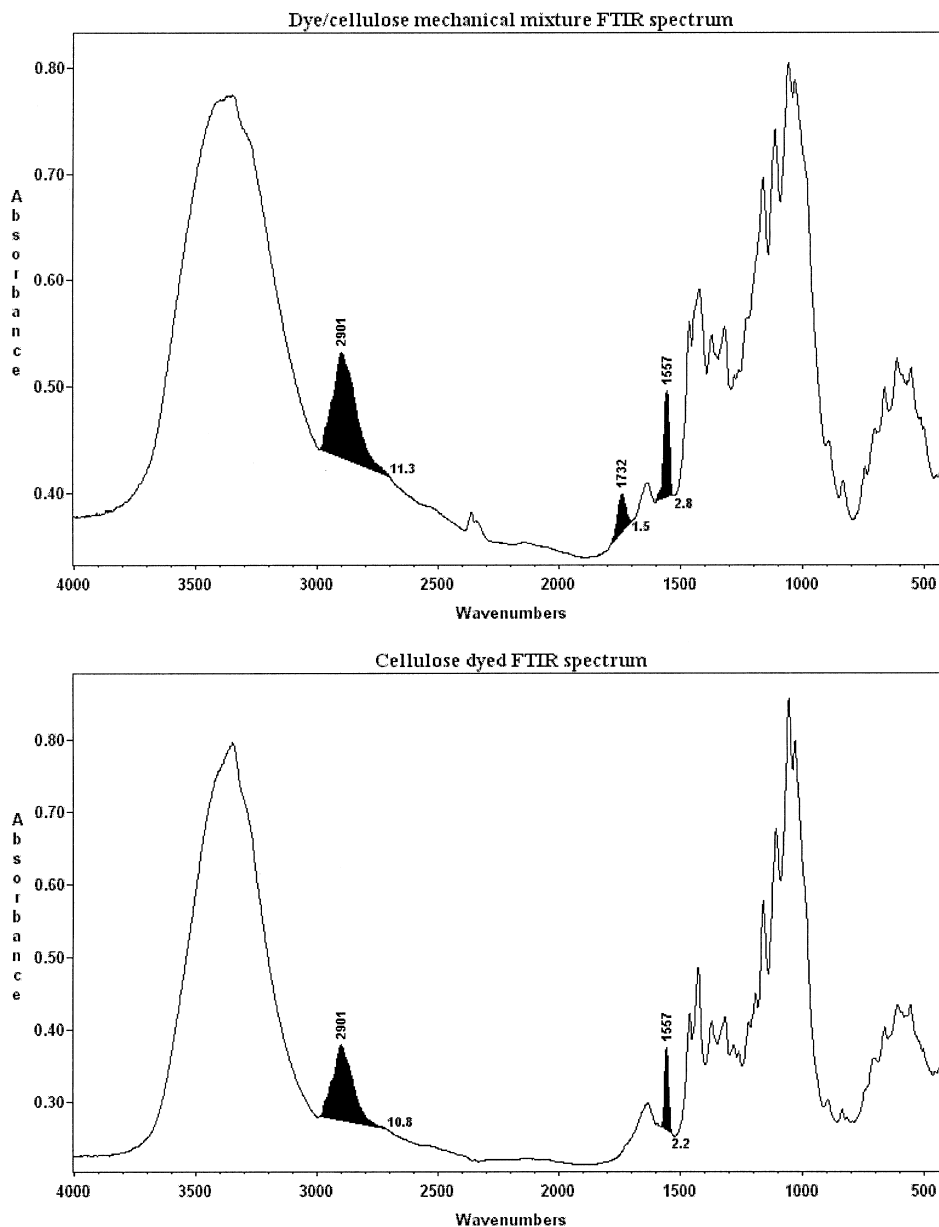 Dye/cellulose mechanical mixture FTIR spectrum
Absorbance
0.80
0.70
0.60
0.50
0.40
2901
11.3
1732
1.5
1557
2.8
4000 3500 3000 2500 2000 1500 1000 500
Wavenumbers
Cellulose dyed FTIR spectrum
Absorbance
0.80
0.70
0.60
0.50
0.40
0.30
2901
10.8
1557
2.2
4000 3500 3000 2500 2000 1500 1000 500
Wavenumbers